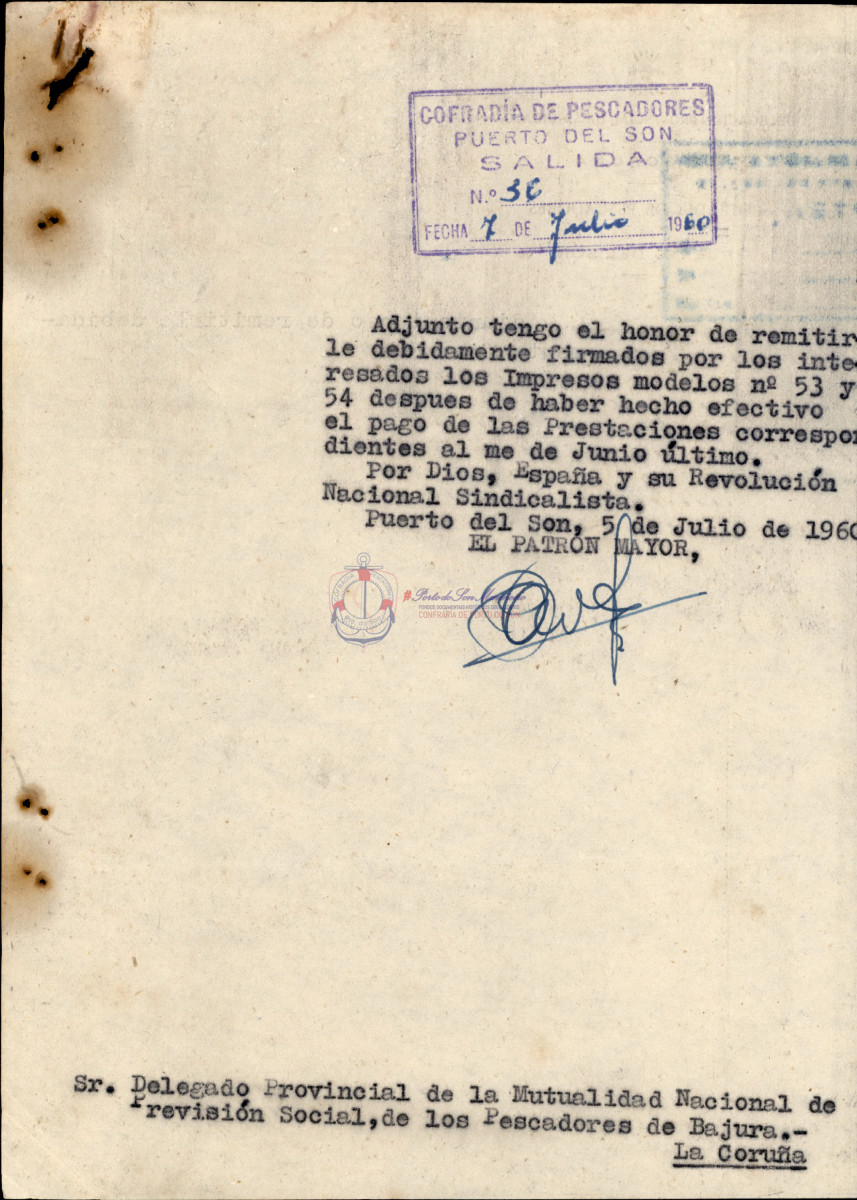 COFRADÍA DE PESCADORES
PUERTO DEL SON
SALIDA
N.º 36
FECHA 7 DE Julio 1960
Adjunto tengo el honor de remitir
le debidamente firmados por los inte-
resados los Impresos modelos nº 53 y
54 despues de haber hecho efectivo
el pago de las Prestaciones correspon
dientes al me de Junio último.
Por Dios, España y su Revolución
Nacional Sindicalista.
Puerto del Son, 5 de Julio de 1960
EL PATRON MAYOR,
#PortodoSon
CONFRARÍA DE
Sr. Delegado Provincial de la Mutualidad Nacional de
Previsión Social, de los Pescadores de Bajura.-
La Coruña